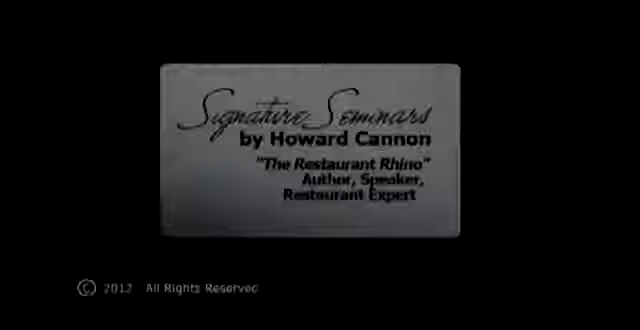 Signature Seminars
by Howard Cannon
"The Restaurant Rhino"
Author, Speaker,
Restaurant Expert
© 2012 All Rights Reserved